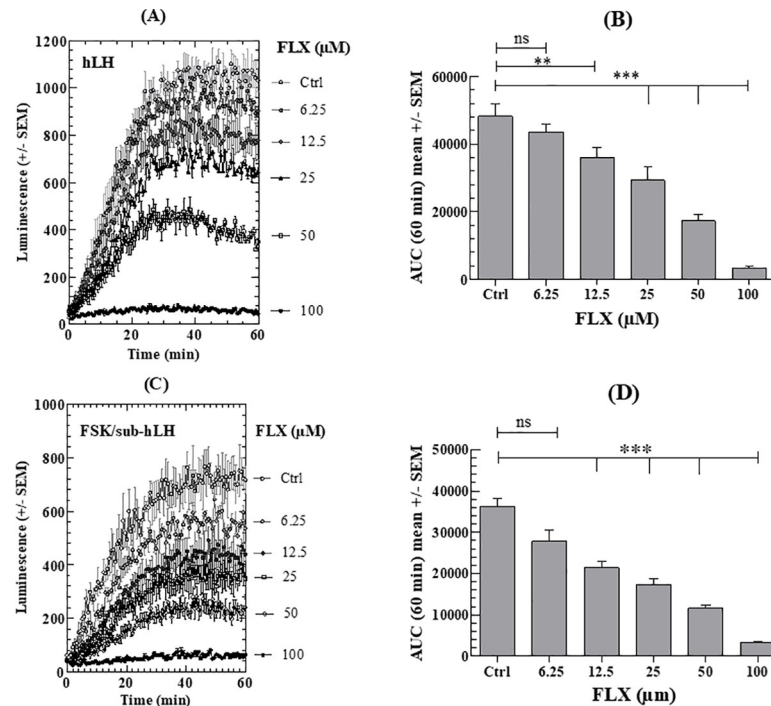 (A)
hLH
Luminescence (+/- SEM)
1200
1000
800
600
400
200
0
0 20 40 60
Time (min)
FLX (µM)
Ctrl
6.25
12.5
25
50
100
(B)
ns
**
***
AUC (60 min) mean +/- SEM
60000
40000
20000
0
Ctrl 6.25 12.5 25 50 100
FLX (µM)
(C)
FSK/sub-hLH
Luminescence (+/- SEM)
1000
800
600
400
200
0
0 20 40 60
Time (min)
FLX (µM)
Ctrl
6.25
12.5
25
50
100
(D)
ns
***
AUC (60 min) mean +/- SEM
50000
40000
30000
20000
10000
0
Ctrl 6.25 12.5 25 50 100
FLX (µm)